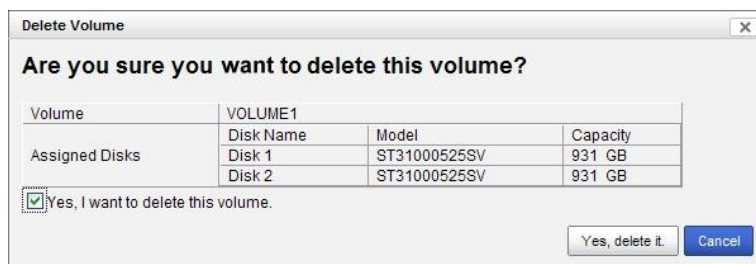 Delete Volume
Are you sure you want to delete this volume?
Volume VOLUME1
Assigned Disks
Disk Name Model Capacity
Disk 1 ST31000525SV 931 GB
Disk 2 ST31000525SV 931 GB
Yes, I want to delete this volume.
Yes, delete it. Cancel